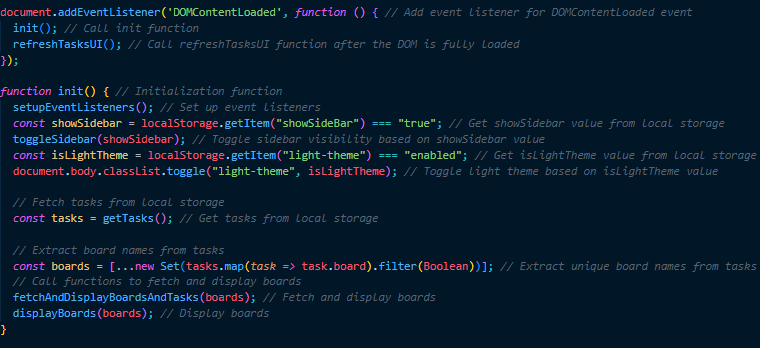 document.addEventListener('DOMContentLoaded', function () { // Add event listener for DOMContentLoaded event
  init(); // Call init function
  refreshTasksUI(); // Call refreshTasksUI function after the DOM is fully loaded
});

function init() { // Initialization function
  setupEventListeners(); // Set up event listeners
  const showSidebar = localStorage.getItem("showSideBar") === "true"; // Get showSidebar value from local storage
  toggleSidebar(showSidebar); // Toggle sidebar visibility based on showSidebar value
  const isLightTheme = localStorage.getItem("light-theme") === "enabled"; // Get isLightTheme value from local storage
  document.body.classList.toggle("light-theme", isLightTheme); // Toggle light theme based on isLightTheme value

  // Fetch tasks from local storage
  const tasks = getTasks(); // Get tasks from local storage

  // Extract board names from tasks
  const boards = [...new Set(tasks.map(task => task.board).filter(Boolean))]; // Extract unique board names from tasks
  // Call functions to fetch and display boards
  fetchAndDisplayBoardsAndTasks(boards); // Fetch and display boards
  displayBoards(boards); // Display boards
}